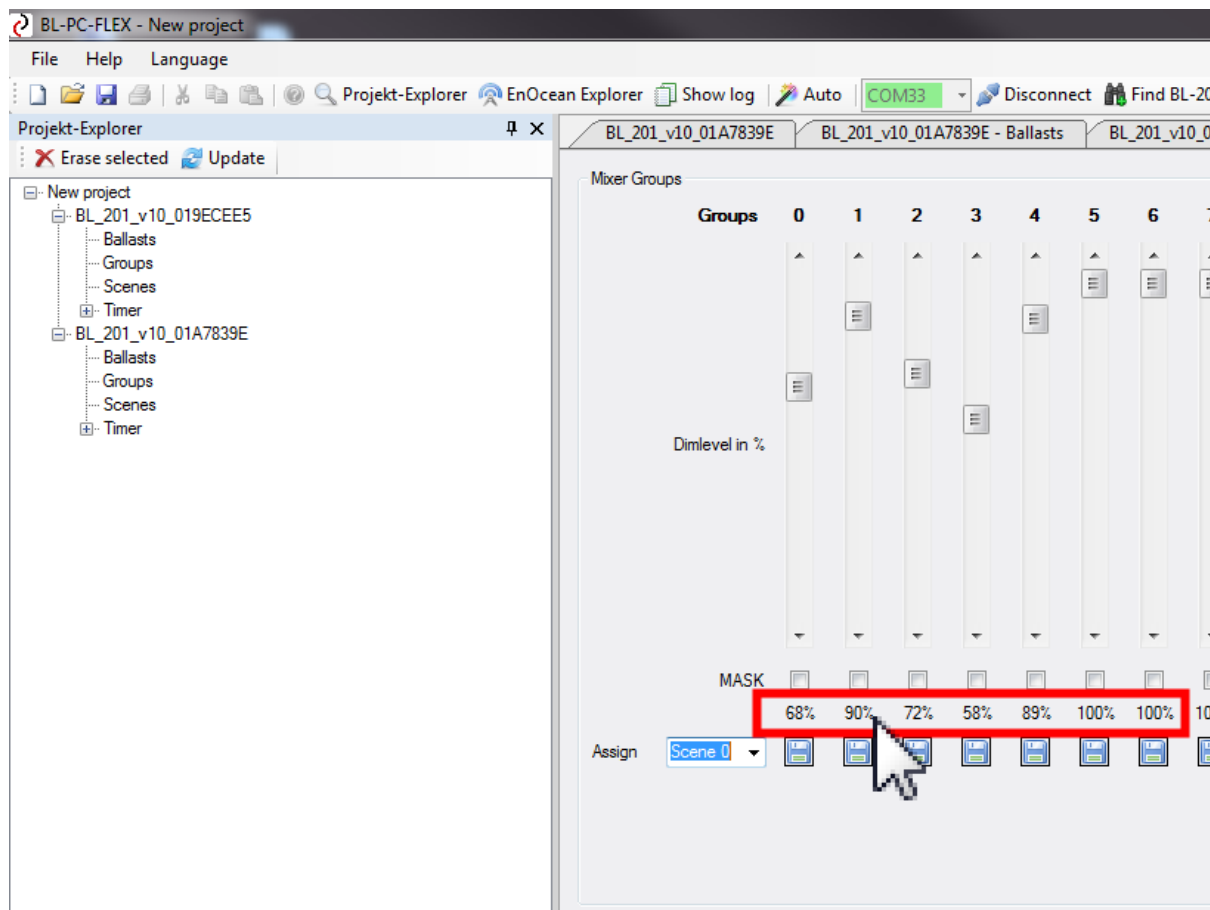 BL-PC-FLEX - New project
File Help Language
Projekt-Explorer EnOcean Explorer Show log Auto COM33 Disconnect Find BL-20
Projekt-Explorer
Erase selected Update
New project
BL_201_v10_019ECEE5
Ballasts
Groups
Scenes
Timer
BL_201_v10_01A7839E
Ballasts
Groups
Scenes
Timer
BL_201_v10_01A7839E BL_201_v10_01A7839E - Ballasts BL_201_v10_0
Mixer Groups
Groups 0 1 2 3 4 5 6
Dimlevel in %
MASK
68% 90% 72% 58% 89% 100% 100% 10
Assign Scene 0